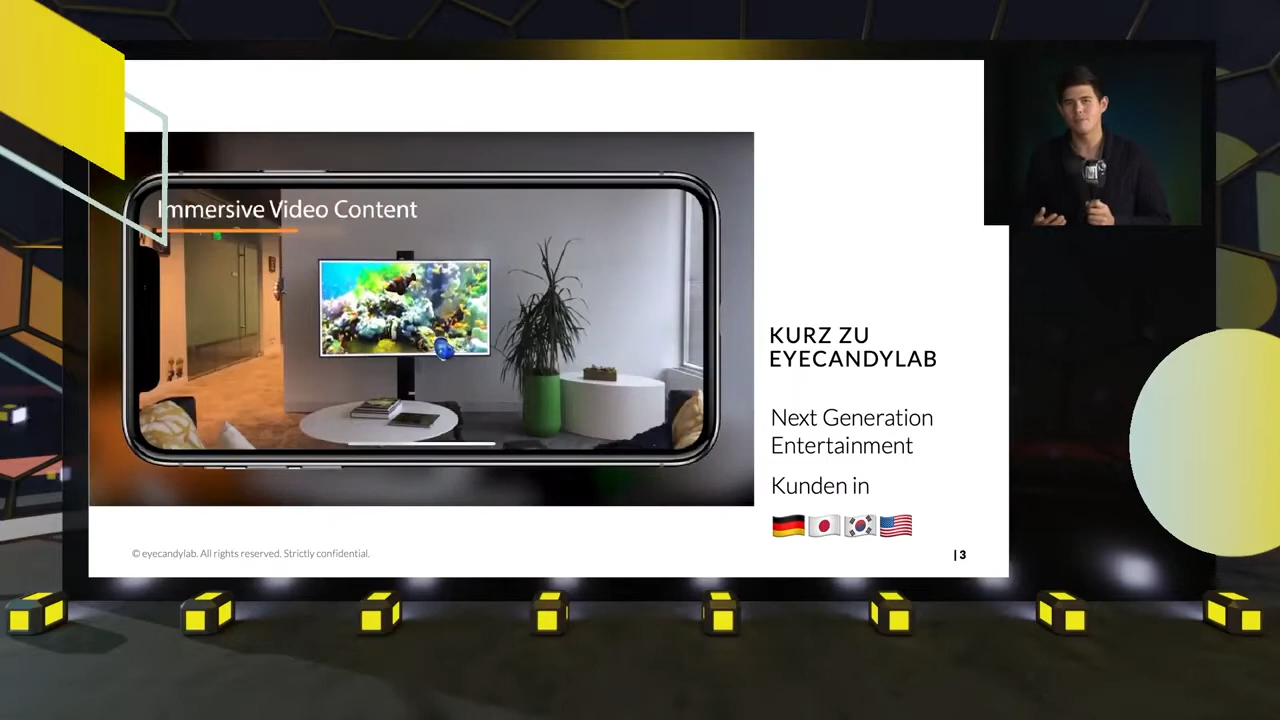 Immersive Video Content
KURZ ZU
EYECANDYLAB
Next Generation
Entertainment
Kunden in
© eyecandylab. All rights reserved. Strictly confidential.
| 3